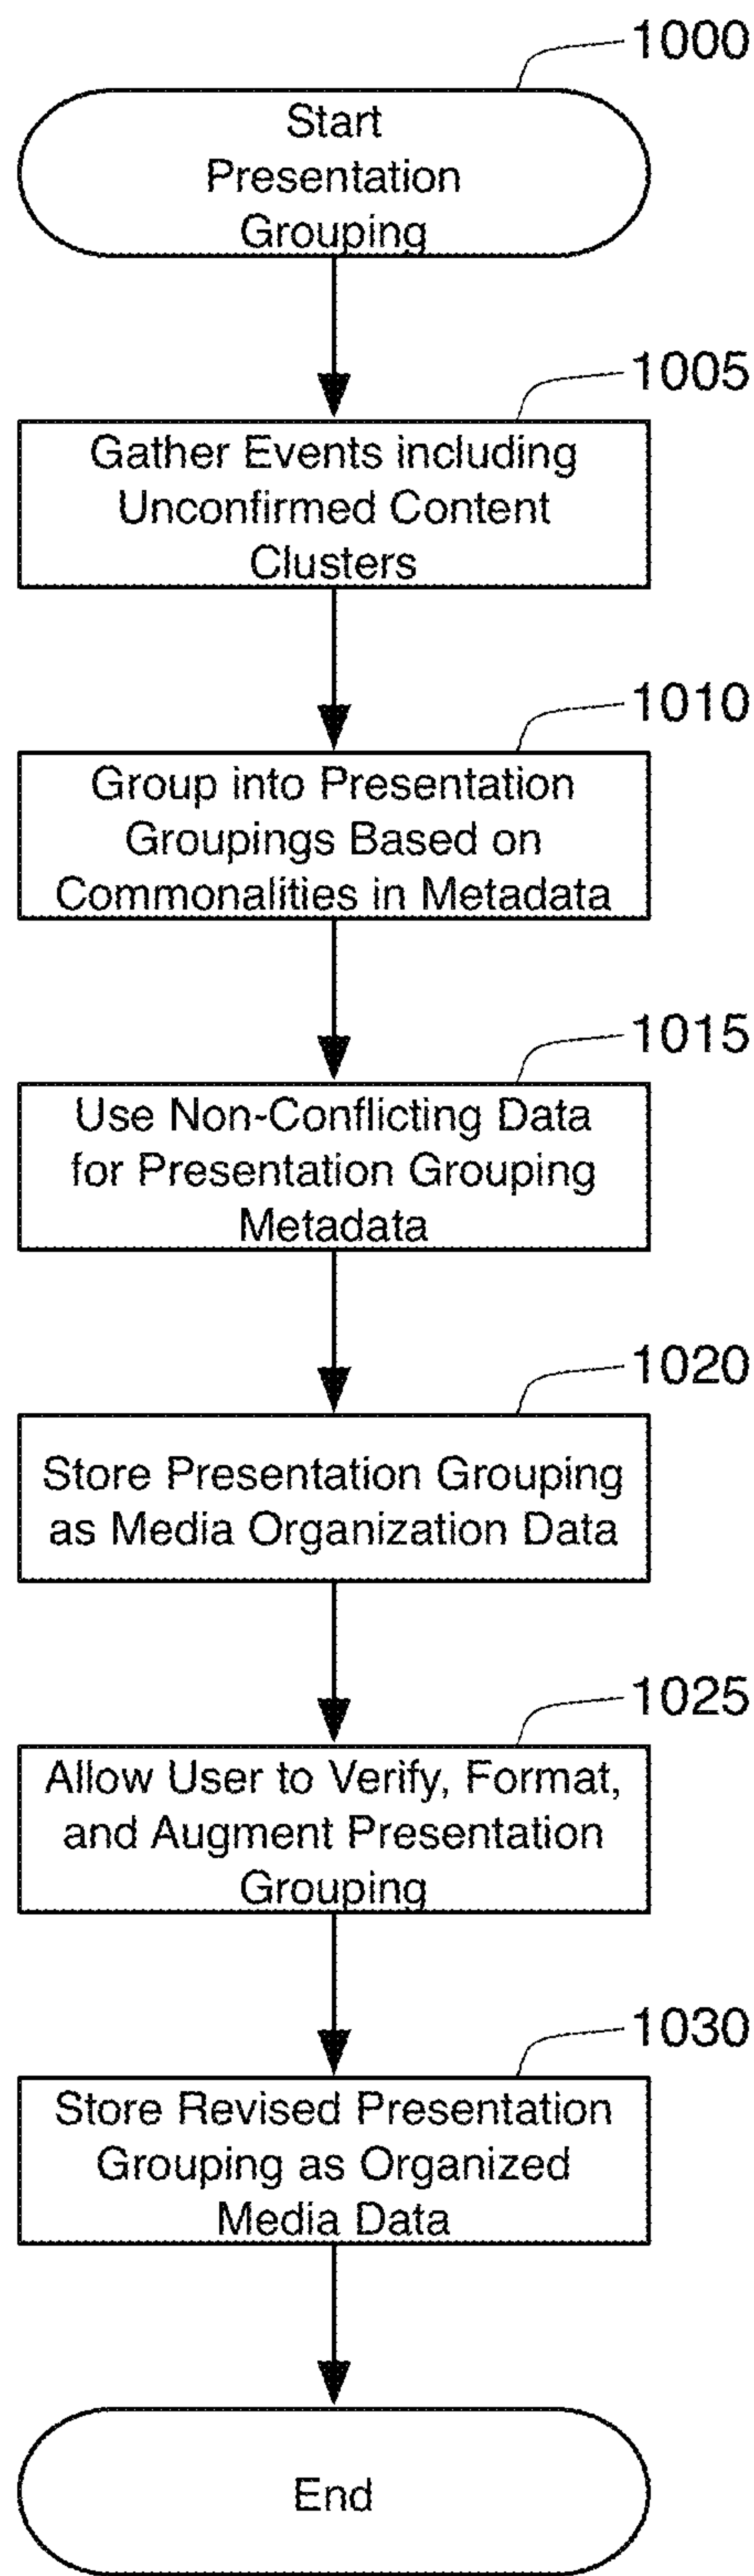 1000
Start
Presentation
Grouping
1005
Gather Events including
Unconfirmed Content
Clusters
1010
Group into Presentation
Groupings Based on
Commonalities in Metadata
1015
Use Non-Conflicting Data
for Presentation Grouping
Metadata
1020
Store Presentation Grouping
as Media Organization Data
1025
Allow User to Verify, Format,
and Augment Presentation
Grouping
1030
Store Revised Presentation
Grouping as Organized
Media Data
End